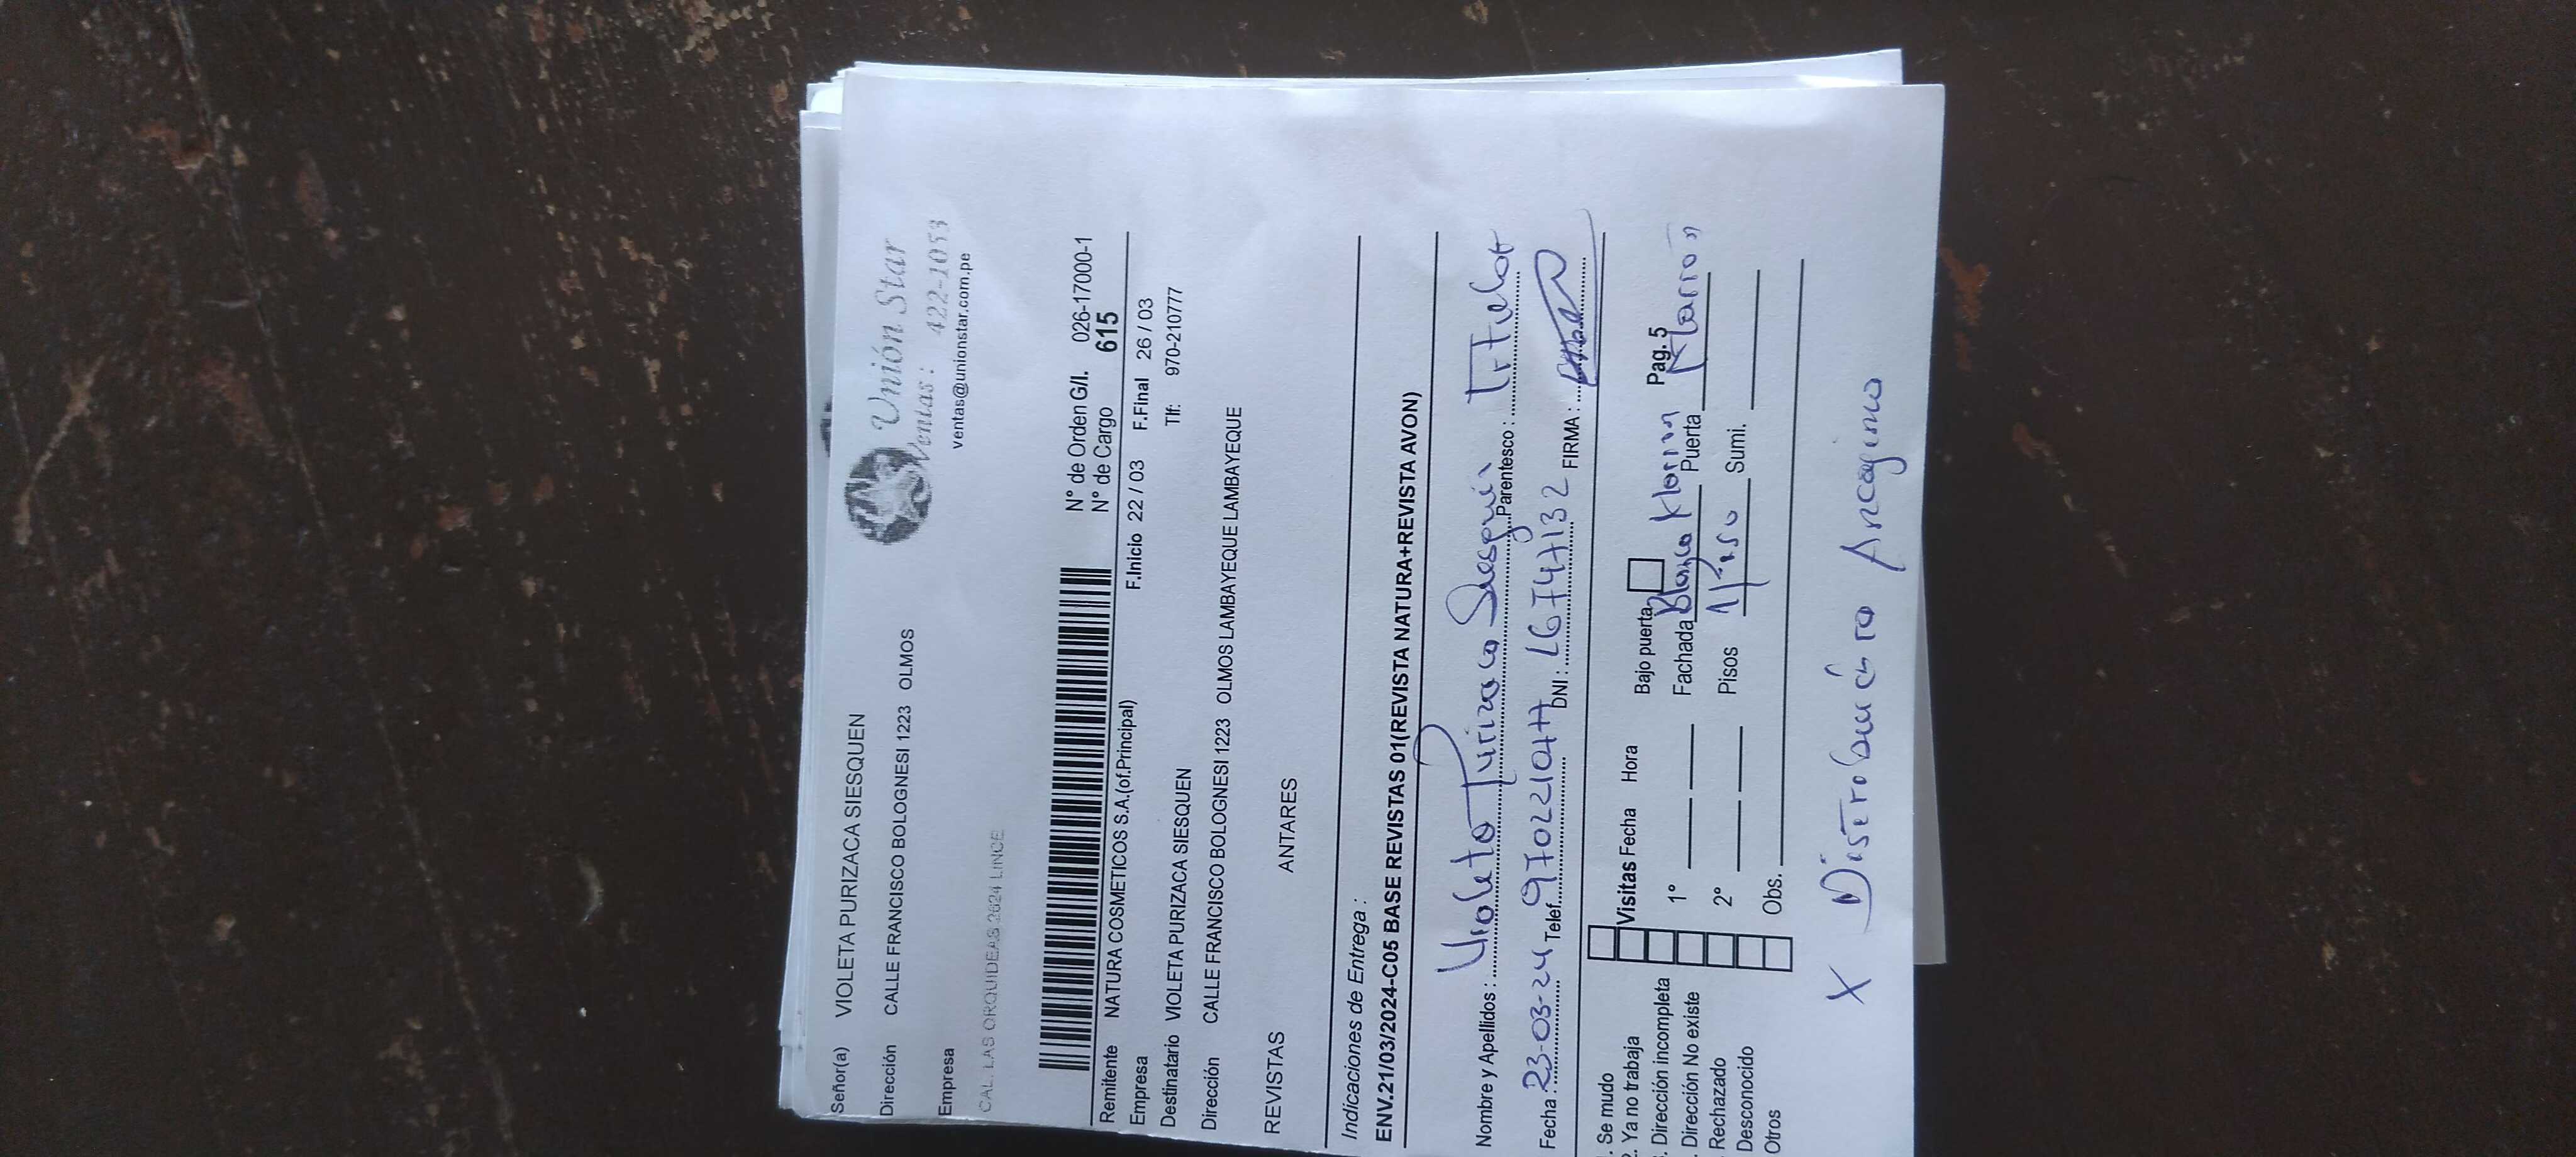 Señor(a) VIOLETA PURIZACA SIESQUEN
Dirección CALLE FRANCISCO BOLOGNESI 1223 OLMOS
Unión Star
Ventas: 422-1053
Empresa ventas@unionstar.com.pe
CAL. LAS ORQUIDEAS 2624 LINCE
N° de Orden G/I. 026-17000-1
N° de Cargo 615
Remitente NATURA COSMETICOS S.A.(of.Principal)
Empresa F.Inicio 22 / 03 F.Final 26 / 03
Destinatario VIOLETA PURIZACA SIESQUEN Tlf: 970-210777
Dirección CALLE FRANCISCO BOLOGNESI 1223 OLMOS LAMBAYEQUE LAMBAYEQUE
REVISTAS ANTARES
Indicaciones de Entrega :
ENV.21/03/2024-C05 BASE REVISTAS 01(REVISTA NATURA+REVISTA AVON)
Nombre y Apellidos : Violeta Purizaca Siesquén Parentesco : Titular
Fecha : 23-03-24 Telef. DNI : FIRMA :
. Se mudo
2. Ya no trabaja Visitas Fecha Hora Bajo puerta Pag. 5
. Dirección incompleta 1° Fachada Blanco Marrón Puerta Marrón
. Dirección No existe
Rechazado 2° Pisos 1 Piso Sumi.
Desconocido
Otros Obs.
X